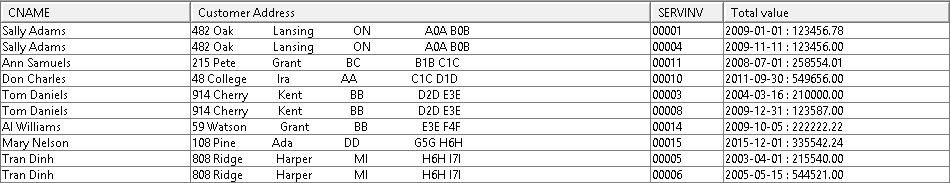 CNAME Customer Address SERVINV Total value
Sally Adams 482 Oak Lansing ON A0A B0B 00001 2009-01-01 : 123456.78
Sally Adams 482 Oak Lansing ON A0A B0B 00004 2009-11-11 : 123456.00
Ann Samuels 215 Pete Grant BC B1B C1C 00011 2008-07-01 : 258554.01
Don Charles 48 College Ira AA C1C D1D 00010 2011-09-30 : 549656.00
Tom Daniels 914 Cherry Kent BB D2D E3E 00003 2004-03-16 : 210000.00
Tom Daniels 914 Cherry Kent BB D2D E3E 00008 2009-12-31 : 123587.00
Al Williams 59 Watson Grant BB E3E F4F 00014 2009-10-05 : 222222.22
Mary Nelson 108 Pine Ada DD G5G H6H 00015 2015-12-01 : 335542.24
Tran Dinh 808 Ridge Harper MI H6H I7I 00005 2003-04-01 : 215540.00
Tran Dinh 808 Ridge Harper MI H6H I7I 00006 2005-05-15 : 544521.00